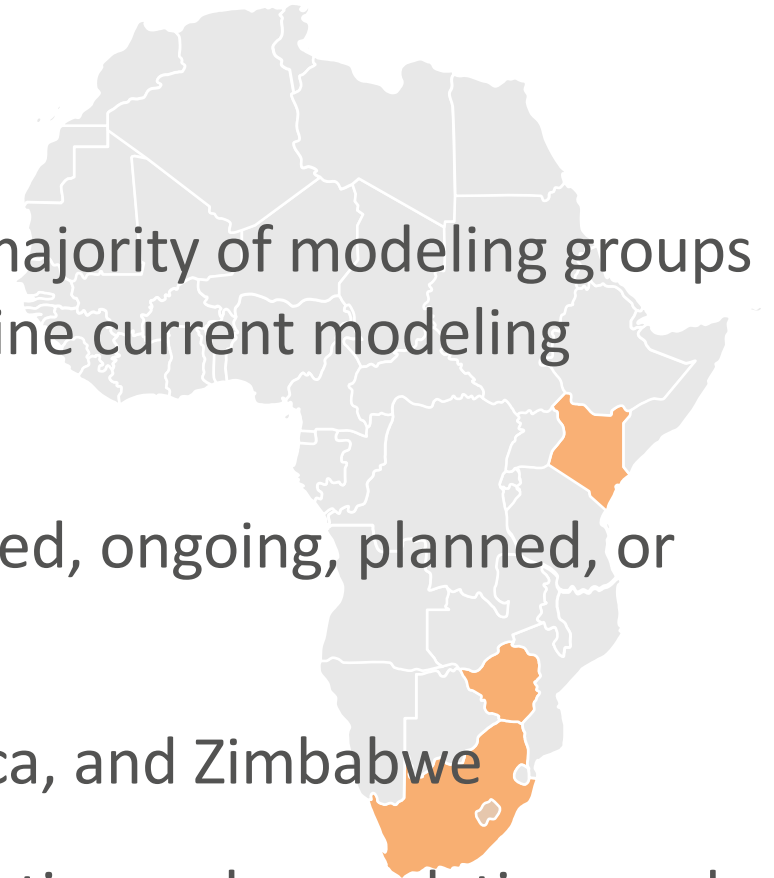 majority of modeling groups
ine current modeling
ed, ongoing, planned, or
ca, and Zimbabwe